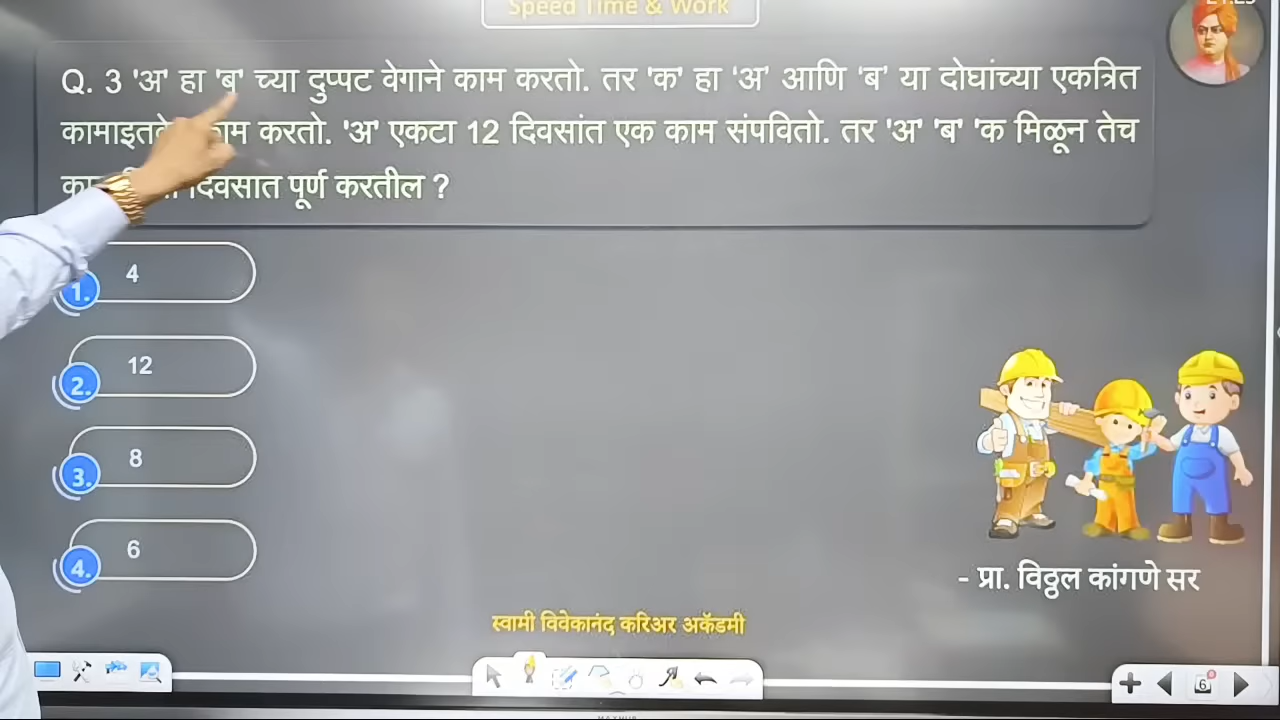 Speed Time & Work
Q. 3 'अ' हा 'ब' च्या दुप्पट वेगाने काम करतो. तर 'क' हा 'अ' आणि 'ब' या दोघांच्या एकत्रित
करतो. 'अ' एकटा 12 दिवसांत एक काम संपवितो. तर 'अ' 'ब' 'क मिळून तेच
दिवसात पूर्ण करतील ?
1. 4
2. 12
3. 8
4. 6
- प्रा. विठ्ठल कांगणे सर
स्वामी विवेकानंद करिअर अकॅडमी
6